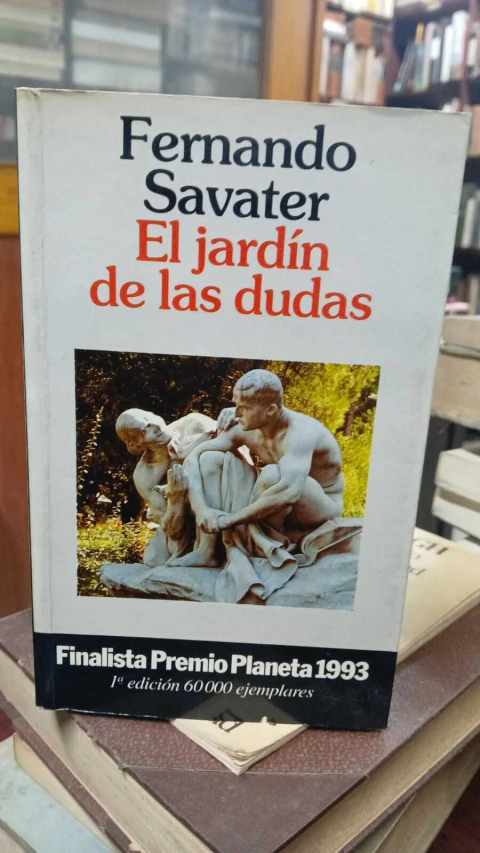 Fernando
Savater
El jardín
de las dudas
Finalista Premio Planeta 1993
1ª edición 60 000 ejemplares